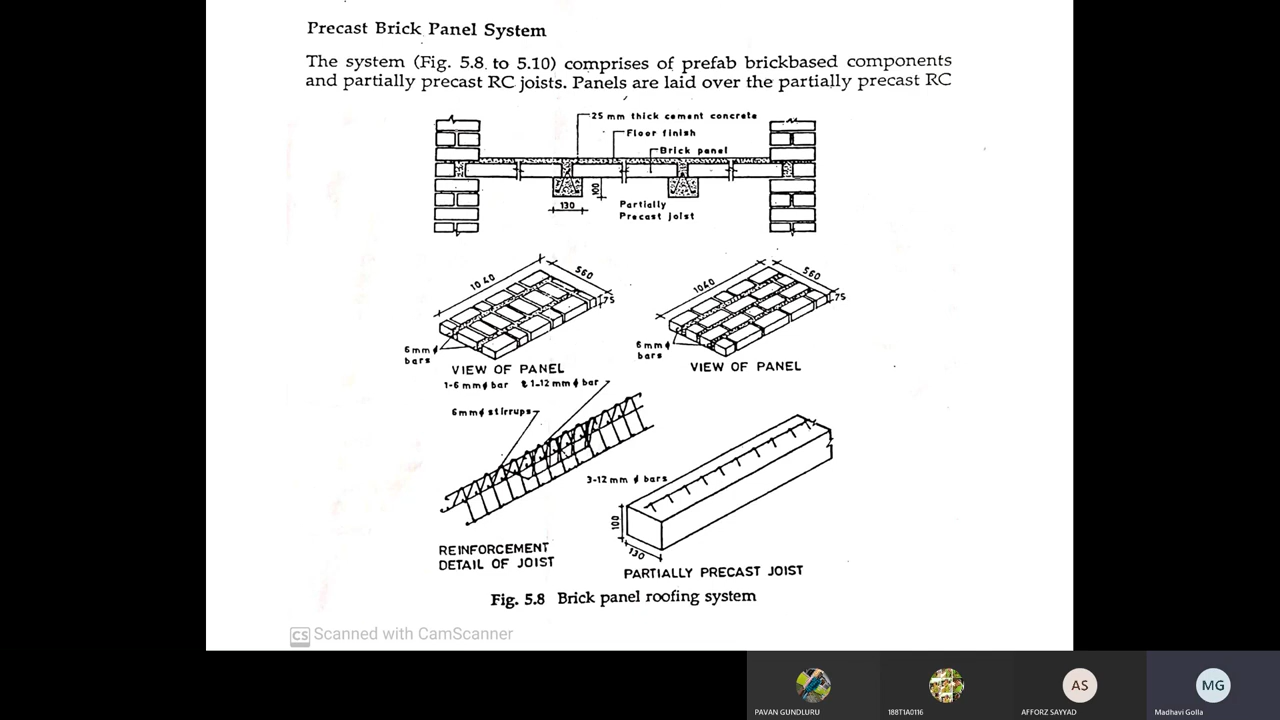 Precast Brick Panel System
The system (Fig. 5.8 to 5.10) comprises of prefab brickbased components
and partially precast RC joists. Panels are laid over the partially precast RC
25 mm thick cement concrete
Floor finish
Brick panel
100
130
Partially
Precast joist
1040
560
75
6mm ϕ
bars
VIEW OF PANEL
1040
560
75
6mm ϕ
bars
VIEW OF PANEL
1-6 mm ϕ bar & 1-12 mm ϕ bar
6mm ϕ stirrups
REINFORCEMENT
DETAIL OF JOIST
3-12 mm ϕ bars
100
130
PARTIALLY PRECAST JOIST
Fig. 5.8 Brick panel roofing system
CS Scanned with CamScanner
PAVAN GUNDLURU
188T1A0116
AS
AFFORZ SAYYAD
MG
Madhavi Golla